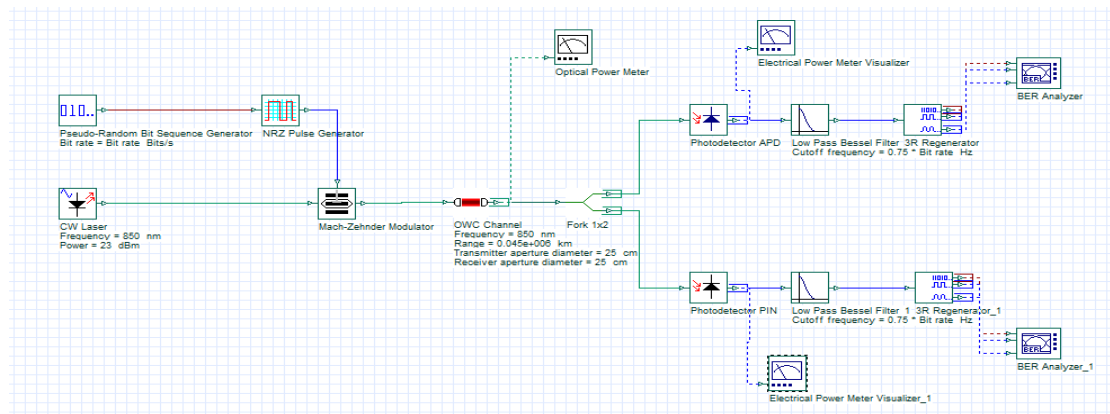 Optical Power Meter
Electrical Power Meter Visualizer
BER
BER Analyzer
Pseudo-Random Bit Sequence Generator
Bit rate = Bit rate Bits/s
NRZ Pulse Generator
Photodetector APD
Low Pass Bessel Filter
Cutoff frequency = 0.75 * Bit rate Hz
3R Regenerator
CW Laser
Frequency = 850 nm
Power = 23 dBm
Mach-Zehnder Modulator
OWC Channel
Frequency = 850 nm
Range = 0.045e+006 km
Transmitter aperture diameter = 25 cm
Receiver aperture diameter = 25 cm
Fork 1x2
Photodetector PIN
Low Pass Bessel Filter_1
Cutoff frequency = 0.75 * Bit rate Hz
3R Regenerator_1
BER
BER Analyzer_1
Electrical Power Meter Visualizer_1